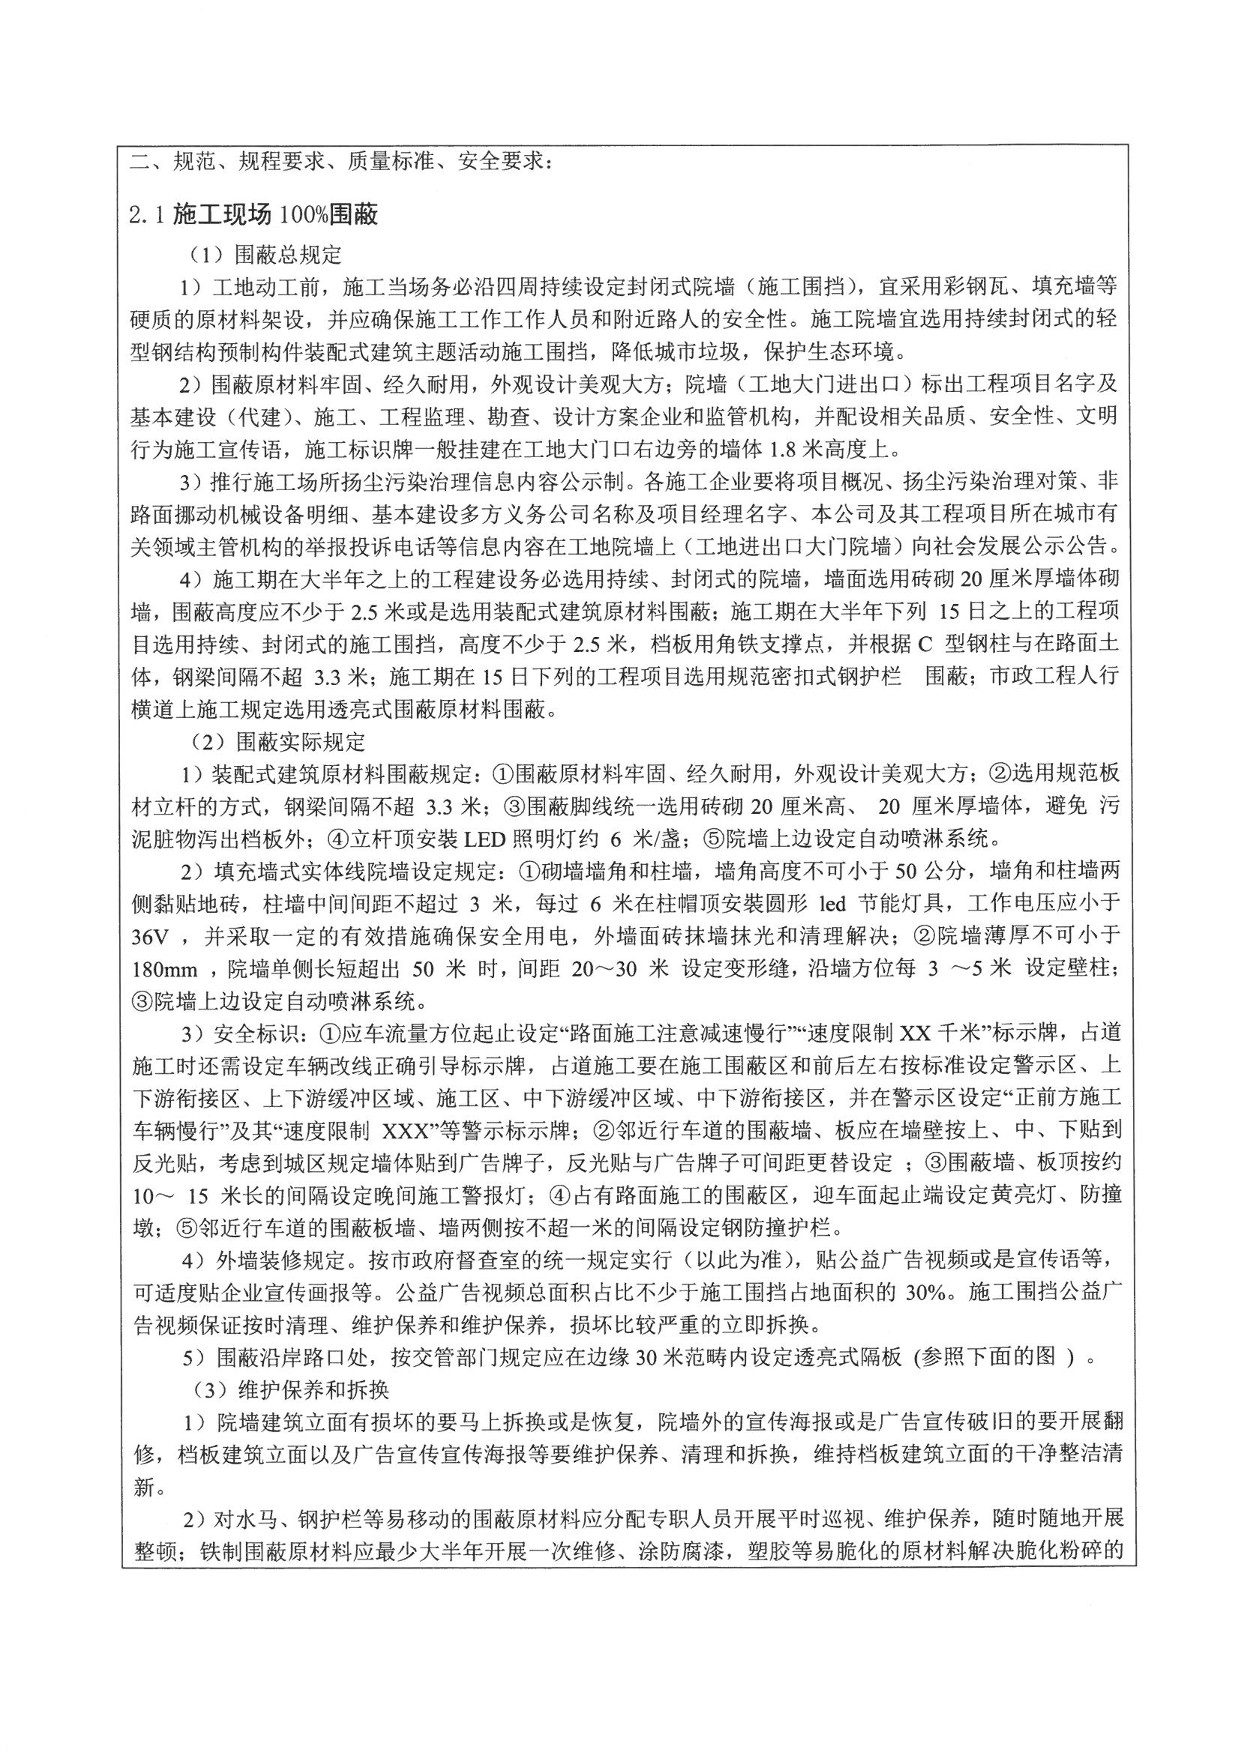 二、规范、规程要求、质量标准、安全要求：
2.1 施工现场 100%围蔽
（1）围蔽总规定
1）工地动工前，施工当场务必沿四周持续设定封闭式院墙（施工围挡），宜采用彩钢瓦、填充墙等
硬质的原材料架设，并应确保施工工作工作人员和附近路人的安全性。施工院墙宜选用持续封闭式的轻
型钢结构预制构件装配式建筑主题活动施工围挡，降低城市垃圾，保护生态环境。
2）围蔽原材料牢固、经久耐用，外观设计美观大方；院墙（工地大门进出口）标出工程项目名字及
基本建设（代建）、施工、工程监理、勘查、设计方案企业和监管机构，并配设相关品质、安全性、文明
行为施工宣传语，施工标识牌一般挂建在工地大门口右边旁的墙体 1.8 米高度上。
3）推行施工场所扬尘污染治理信息内容公示制。各施工企业要将项目概况、扬尘污染治理对策、非
路面挪动机械设备明细、基本建设多方义务公司名称及项目经理名字、本公司及其工程项目所在城市有
关领域主管机构的举报投诉电话等信息内容在工地院墙上（工地进出口大门院墙）向社会发展公示公告。
4）施工期在大半年之上的工程建设务必选用持续、封闭式的院墙，墙面选用砖砌 20 厘米厚墙体砌
墙，围蔽高度应不少于 2.5 米或是选用装配式建筑原材料围蔽；施工期在大半年下列 15 日之上的工程项
目选用持续、封闭式的施工围挡，高度不少于 2.5 米，档板用角铁支撑点，并根据 C 型钢柱与在路面土
体，钢梁间隔不超 3.3 米；施工期在 15 日下列的工程项目选用规范密扣式钢护栏 围蔽；市政工程人行
横道上施工规定选用透亮式围蔽原材料围蔽。
（2）围蔽实际规定
1）装配式建筑原材料围蔽规定：①围蔽原材料牢固、经久耐用，外观设计美观大方；②选用规范板
材立杆的方式，钢梁间隔不超 3.3 米；③围蔽脚线统一选用砖砌 20 厘米高、 20 厘米厚墙体，避免 污
泥脏物泻出档板外；④立杆顶安装 LED 照明灯约 6 米/盏；⑤院墙上边设定自动喷淋系统。
2）填充墙式实体线院墙设定规定：①砌墙墙角和柱墙，墙角高度不可小于 50 公分，墙角和柱墙两
侧黏贴地砖，柱墙中间间距不超过 3 米，每过 6 米在柱帽顶安装圆形 led 节能灯具，工作电压应小于
36V ，并采取一定的有效措施确保安全用电，外墙面砖抹墙抹光和清理解决；②院墙薄厚不可小于
180mm ，院墙单侧长短超出 50 米 时，间距 20～30 米 设定变形缝，沿墙方位每 3 ～5 米 设定壁柱；
③院墙上边设定自动喷淋系统。
3）安全标识：①应车流量方位起止设定“路面施工注意减速慢行”“速度限制 XX 千米”标示牌，占道
施工时还需设定车辆改线正确引导标示牌，占道施工要在施工围蔽区和前后左右按标准设定警示区、上
下游衔接区、上下游缓冲区域、施工区、中下游缓冲区域、中下游衔接区，并在警示区设定“正前方施工
车辆慢行”及其“速度限制 XXX”等警示标示牌；②邻近行车道的围蔽墙、板应在墙壁按上、中、下贴到
反光贴，考虑到城区规定墙体贴到广告牌子，反光贴与广告牌子可间距更替设定 ；③围蔽墙、板顶按约
10～ 15 米长的间隔设定晚间施工警报灯；④占有路面施工的围蔽区，迎车面起止端设定黄亮灯、防撞
墩；⑤邻近行车道的围蔽板墙、墙两侧按不超一米的间隔设定钢防撞护栏。
4）外墙装修规定。按市政府督查室的统一规定实行（以此为准），贴公益广告视频或是宣传语等，
可适度贴企业宣传画报等。公益广告视频总面积占比不少于施工围挡占地面积的 30%。施工围挡公益广
告视频保证按时清理、维护保养和维护保养，损坏比较严重的立即拆换。
5）围蔽沿岸路口处，按交管部门规定应在边缘 30 米范畴内设定透亮式隔板 (参照下面的图 ）。
（3）维护保养和拆换
1）院墙建筑立面有损坏的要马上拆换或是恢复，院墙外的宣传海报或是广告宣传破旧的要开展翻
修，档板建筑立面以及广告宣传宣传海报等要维护保养、清理和拆换，维持档板建筑立面的干净整洁清
新。
2）对水马、钢护栏等易移动的围蔽原材料应分配专职人员开展平时巡视、维护保养，随时随地开展
整顿；铁制围蔽原材料应最少大半年开展一次维修、涂防腐漆，塑胶等易脆化的原材料解决脆化粉碎的